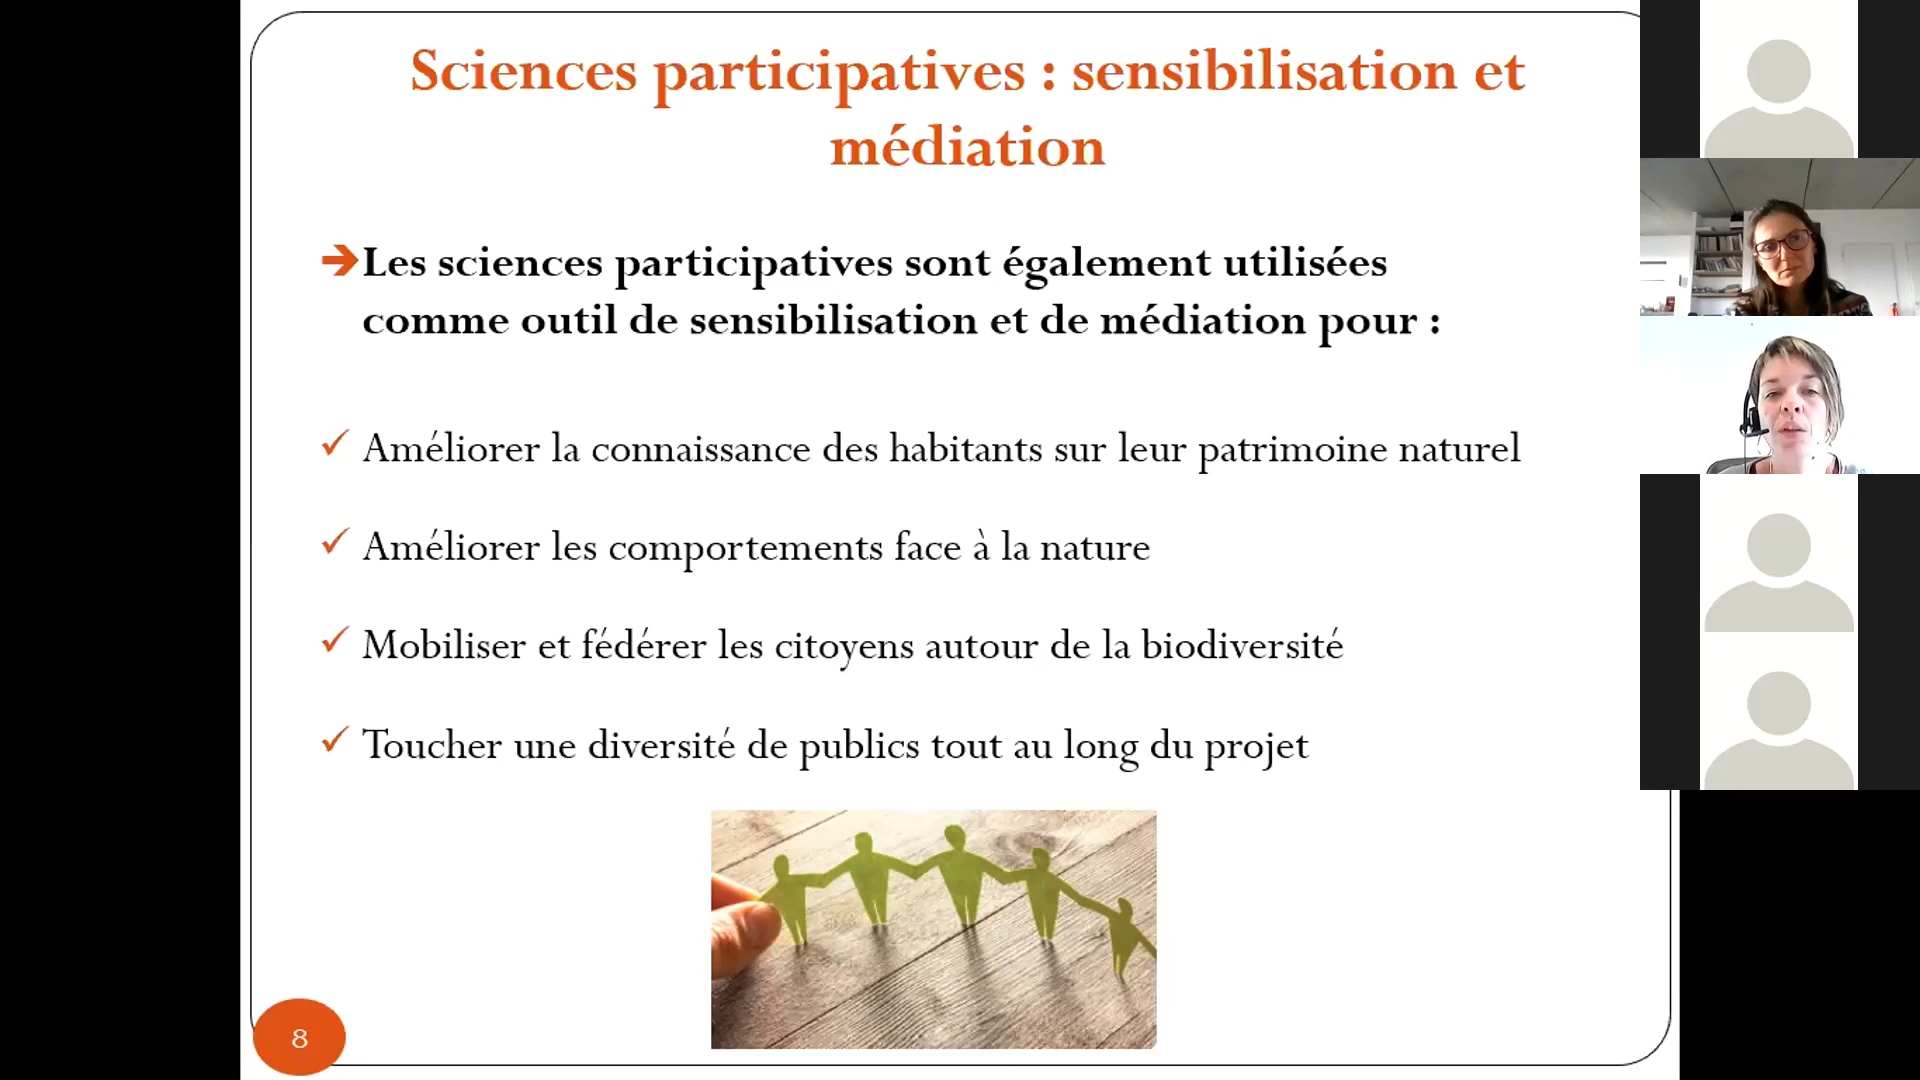 Sciences participatives : sensibilisation et
médiation
➔Les sciences participatives sont également utilisées
comme outil de sensibilisation et de médiation pour :
✓ Améliorer la connaissance des habitants sur leur patrimoine naturel
✓ Améliorer les comportements face à la nature
✓ Mobiliser et fédérer les citoyens autour de la biodiversité
✓ Toucher une diversité de publics tout au long du projet
8